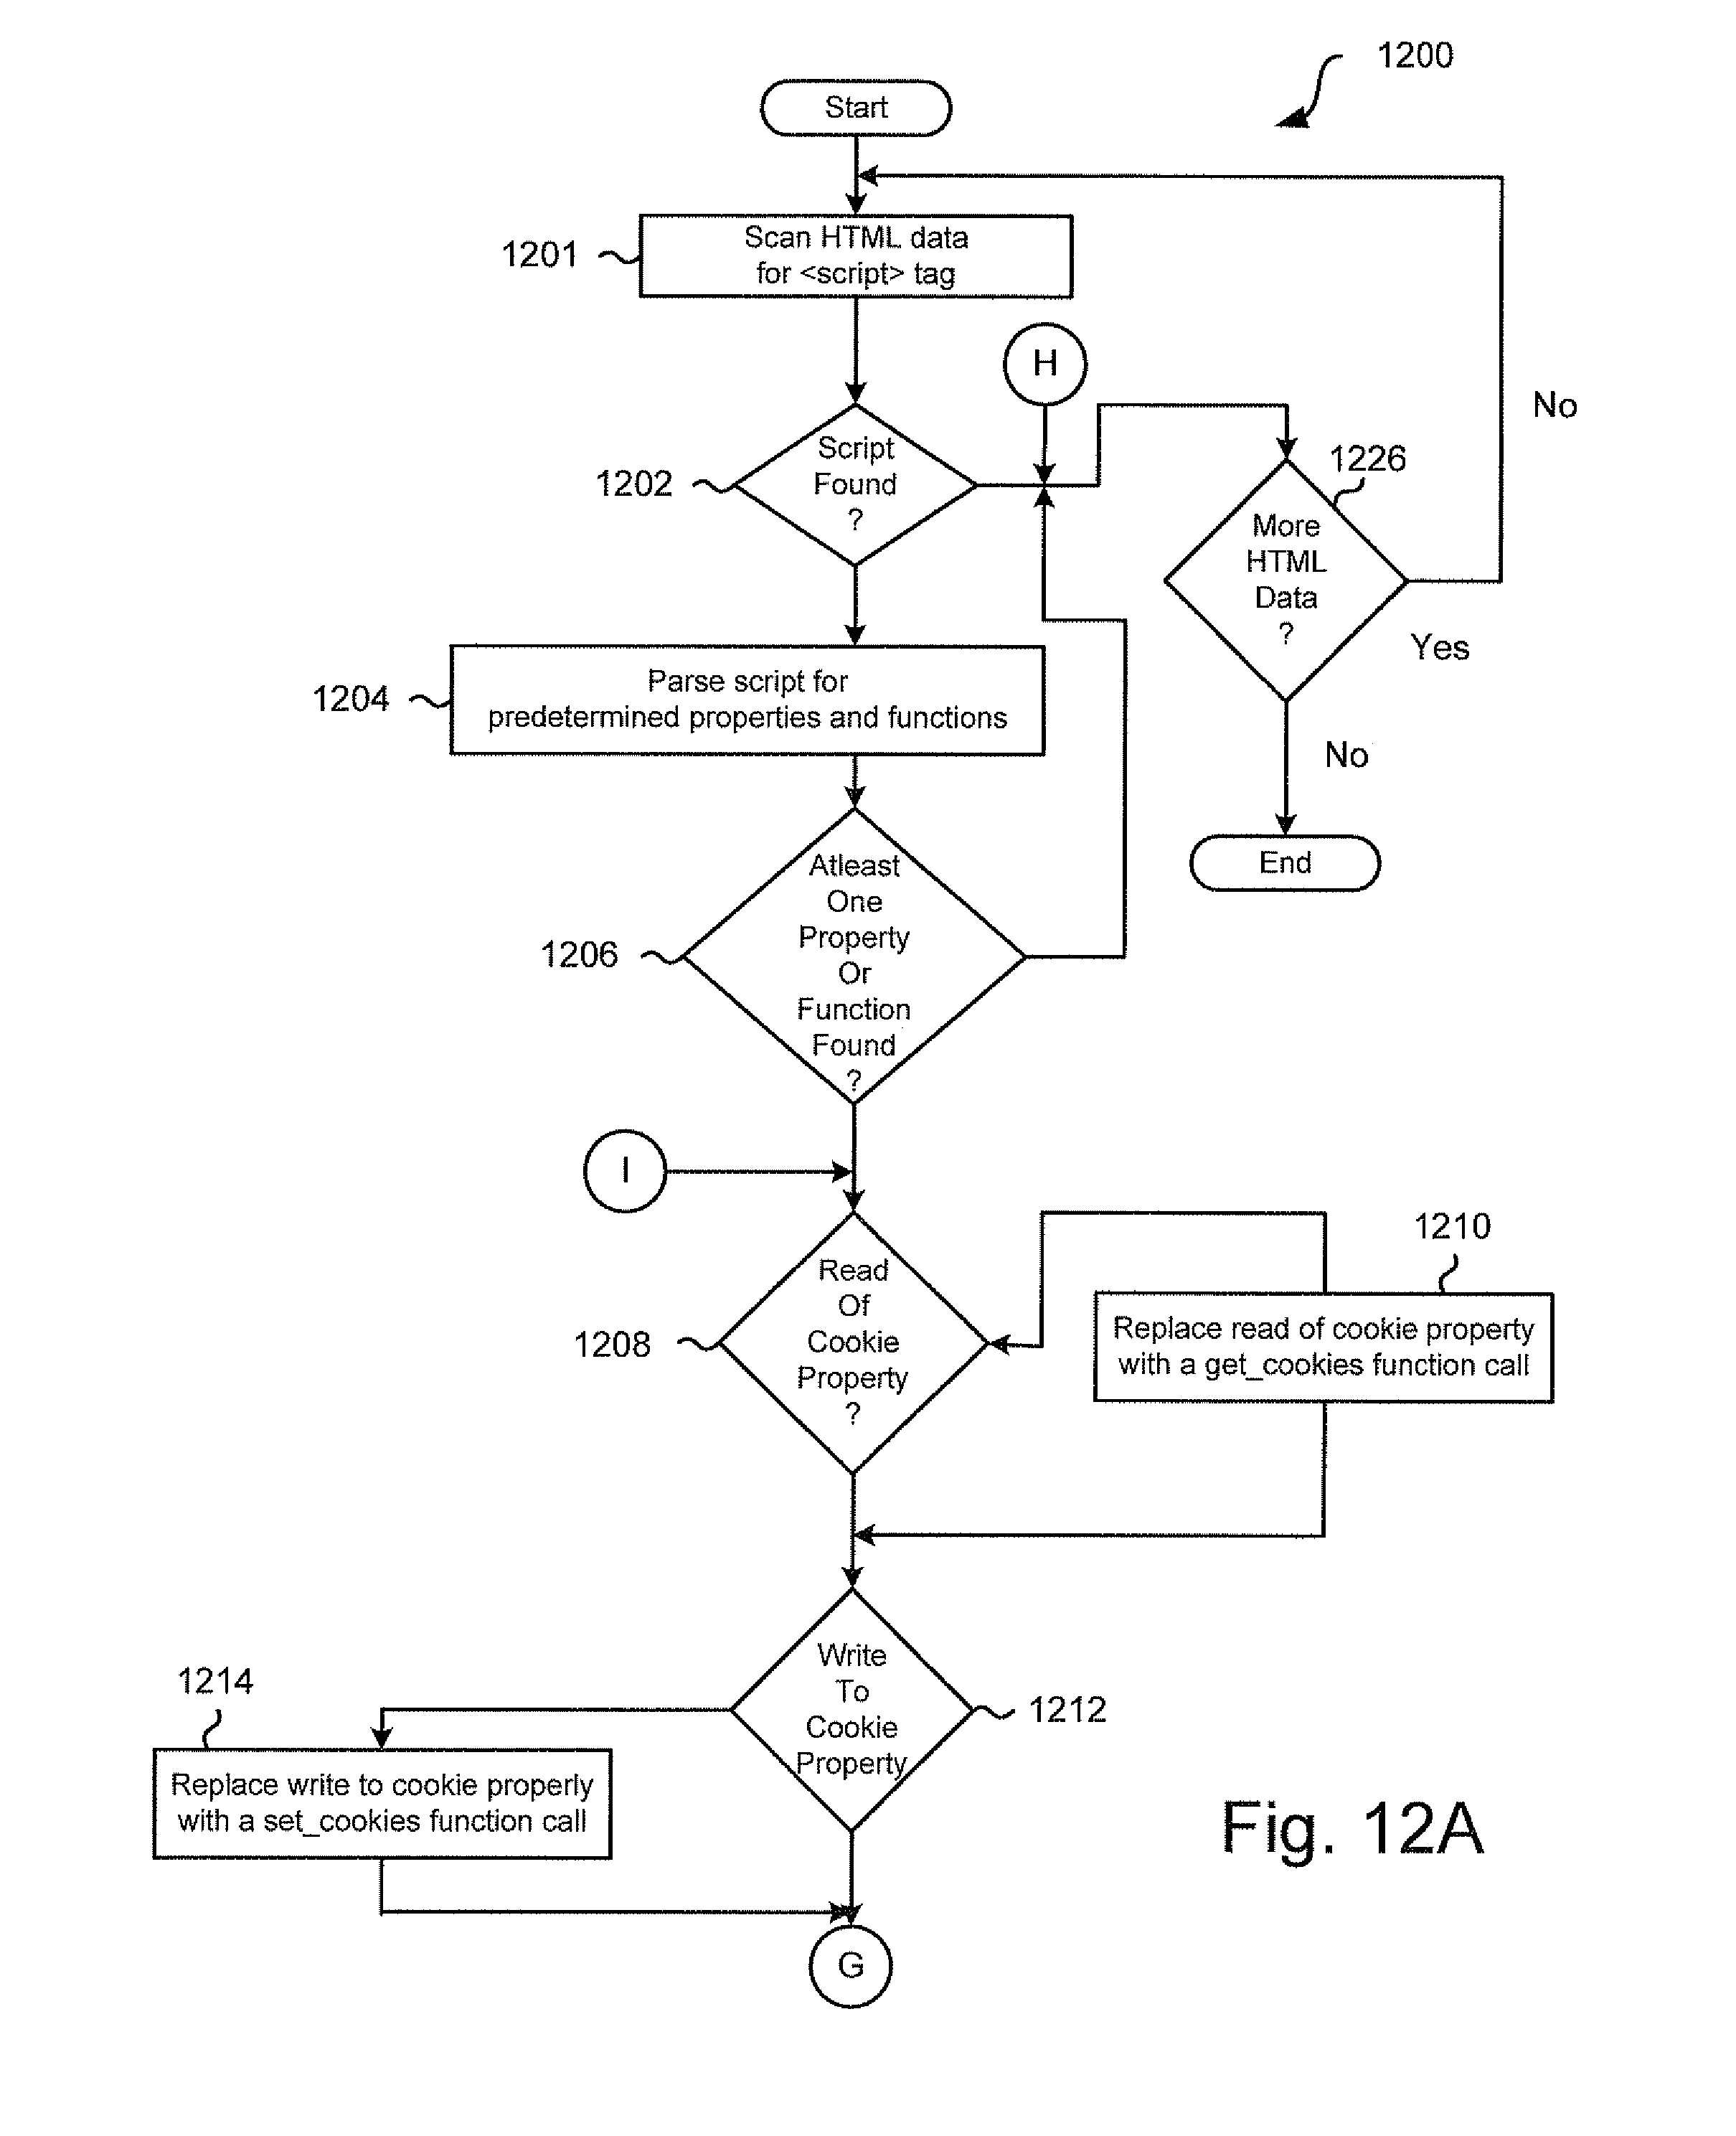 1200
Start
1201
Scan HTML data
for <script> tag
H
No
1202
Script
Found
?
1226
More
HTML
Data
?
Yes
1204
Parse script for
predetermined properties and functions
No
End
1206
Atleast
One
Property
Or
Function
Found
?
I
1208
Read
Of
Cookie
Property
?
1210
Replace read of cookie property
with a get_cookies function call
1212
Write
To
Cookie
Property
1214
Replace write to cookie properly
with a set_cookies function call
G
Fig. 12A